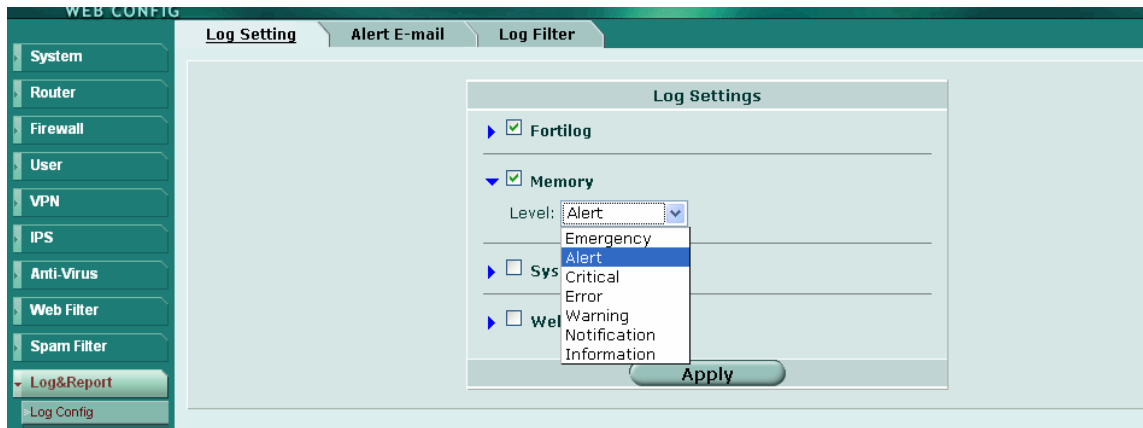 WEB CONFIG
Log Setting
Alert E-mail
Log Filter
System
Router
Firewall
User
VPN
IPS
Anti-Virus
Web Filter
Spam Filter
Log&Report
Log Config
Log Settings
Fortilog
Memory
Level: Alert
Emergency
Alert
Critical
Error
Warning
Notification
Information
Apply